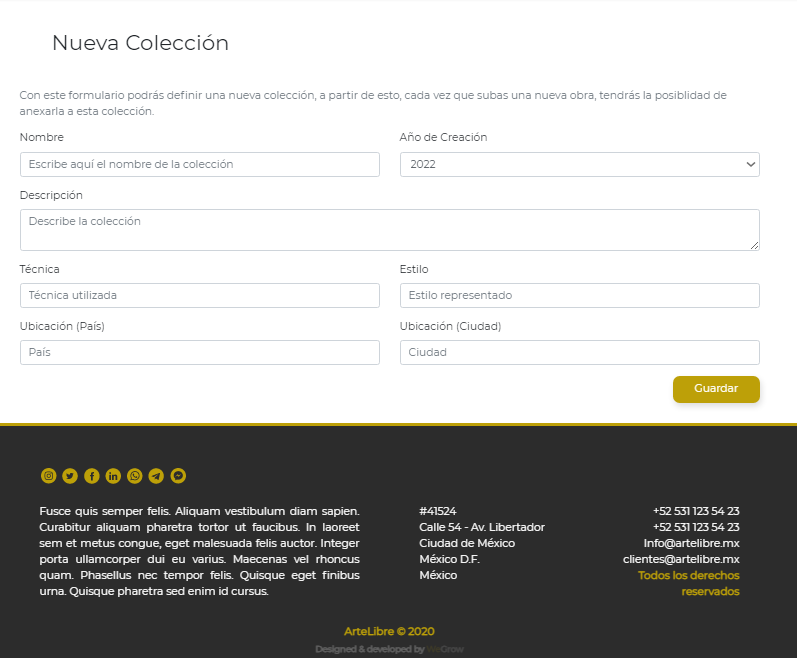 Nueva Colección
Con este formulario podrás definir una nueva colección, a partir de esto, cada vez que subas una nueva obra, tendrás la posiblidad de
anexarla a esta colección.
Nombre
Año de Creación
Escribe aquí el nombre de la colección
2022
Descripción
Describe la colección
Técnica
Estilo
Técnica utilizada
Estilo representado
Ubicación (País)
Ubicación (Ciudad)
País
Ciudad
Guardar
Fusce quis semper felis. Aliquam vestibulum diam sapien.
Curabitur aliquam pharetra tortor ut faucibus. In laoreet
sem et metus congue, eget malesuada felis auctor. Integer
porta ullamcorper dui eu varius. Maecenas vel rhoncus
quam. Phasellus nec tempor felis. Quisque eget finibus
urna. Quisque pharetra sed enim id cursus.
#41524
Calle 54 - Av. Libertador
Ciudad de México
México D.F.
México
+52 531 123 54 23
+52 531 123 54 23
Info@artelibre.mx
clientes@artelibre.mx
Todos los derechos
reservados
ArteLibre © 2020
Designed & developed by WeGrow